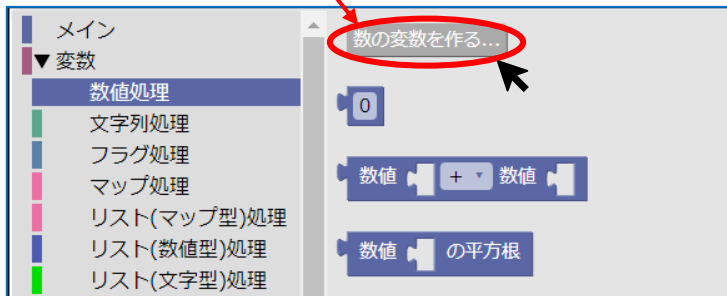 メイン
▼変数
数値処理
文字列処理
フラグ処理
マップ処理
リスト(マップ型)処理
リスト(数値型)処理
リスト(文字型)処理
数の変数を作る...
0
数値 + 数値
数値 の平方根